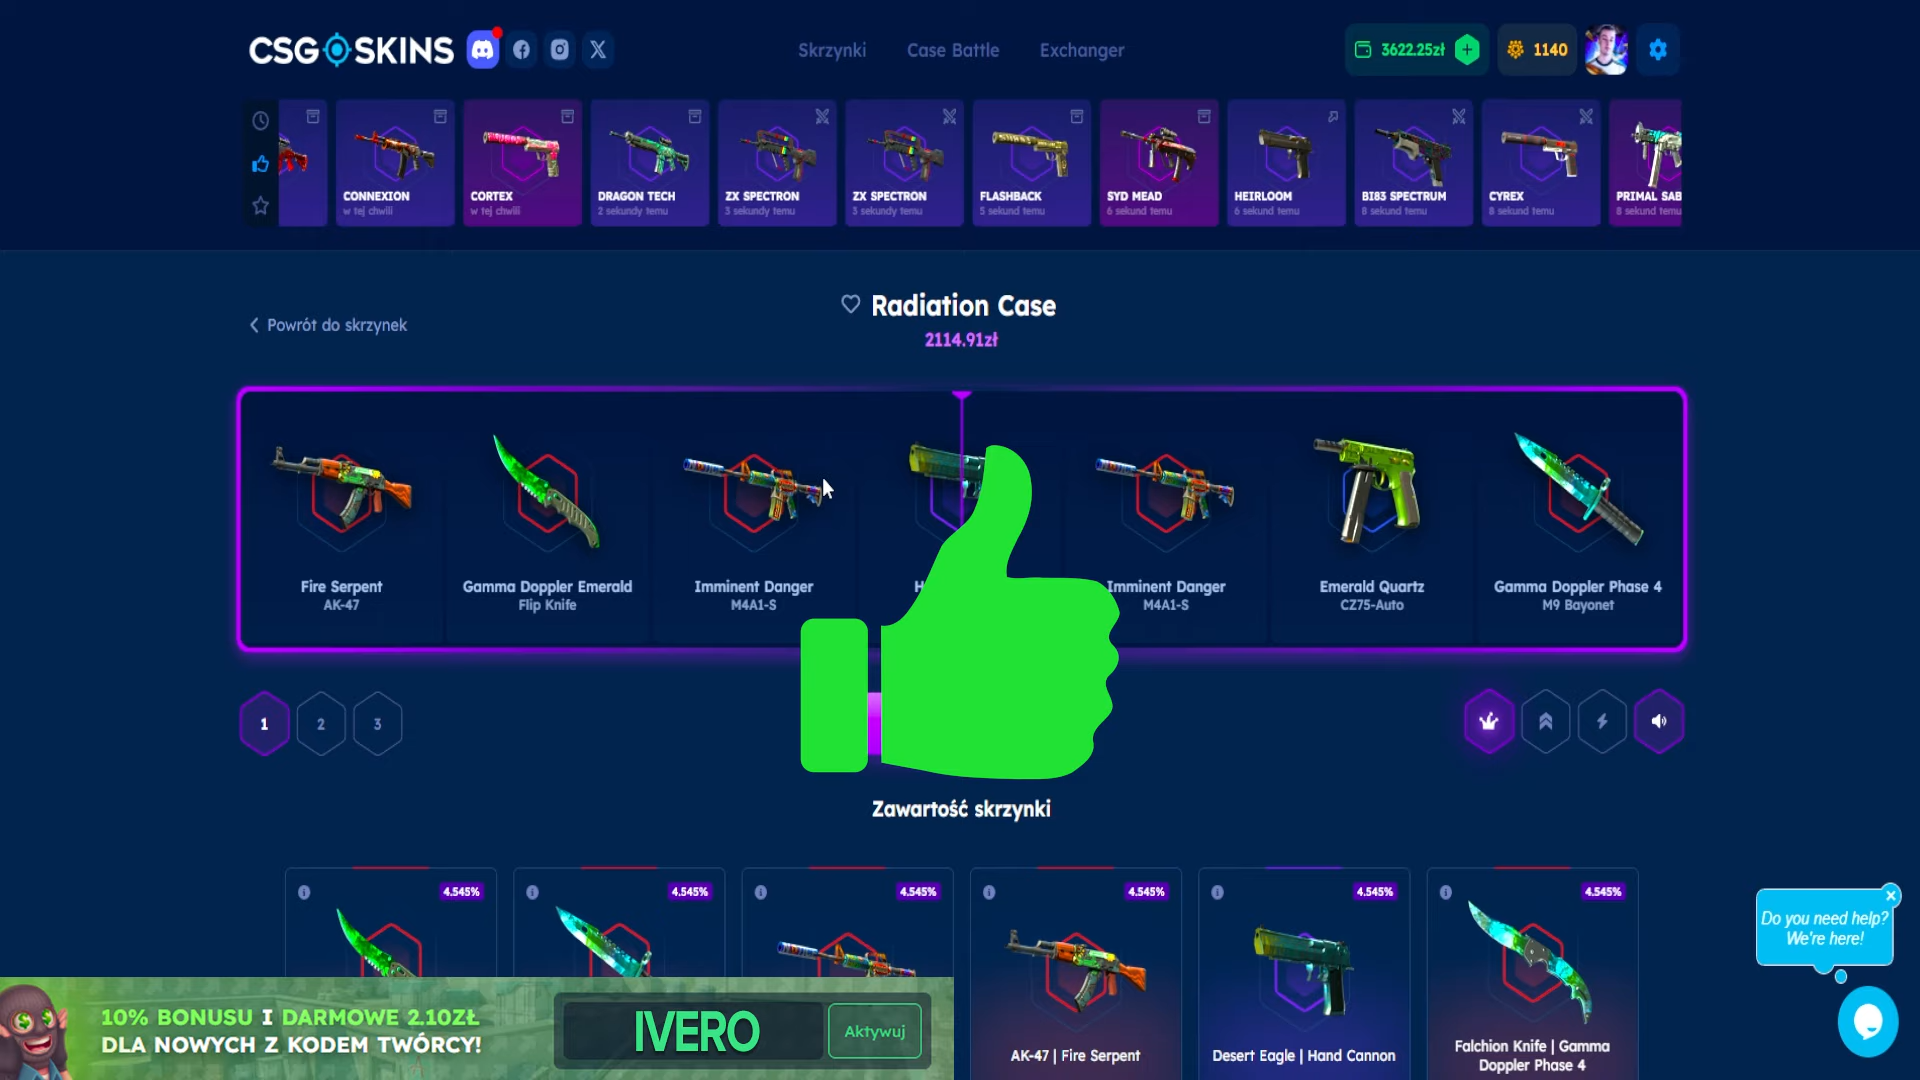 CSGOSKINS
Skrzynki
Case Battle
Exchanger
3622.25zł
1140
CONNEXION
w tej chwili
CORTEX
w tej chwili
DRAGON TECH
2 sekundy temu
ZX SPECTRON
3 sekundy temu
ZX SPECTRON
3 sekundy temu
FLASHBACK
5 sekund temu
SYD MEAD
6 sekund temu
HEIRLOOM
6 sekund temu
BI83 SPECTRUM
8 sekund temu
CYREX
8 sekund temu
PRIMAL SAB
8 sekund temu
Powrót do skrzynek
Radiation Case
2114.91zł
Fire Serpent
AK-47
Gamma Doppler Emerald
Flip Knife
Imminent Danger
M4A1-S
Imminent Danger
M4A1-S
Emerald Quartz
CZ75-Auto
Gamma Doppler Phase 4
M9 Bayonet
1
2
3
Zawartość skrzynki
4.545%
4.545%
4.545%
4.545%
AK-47 | Fire Serpent
4.545%
Desert Eagle | Hand Cannon
4.545%
Falchion Knife | Gamma
Doppler Phase 4
10% BONUSU I DARMOWE 2.10ZŁ
DLA NOWYCH Z KODEM TWÓRCY!
IVERO
Aktywuj
Do you need help?
We're here!